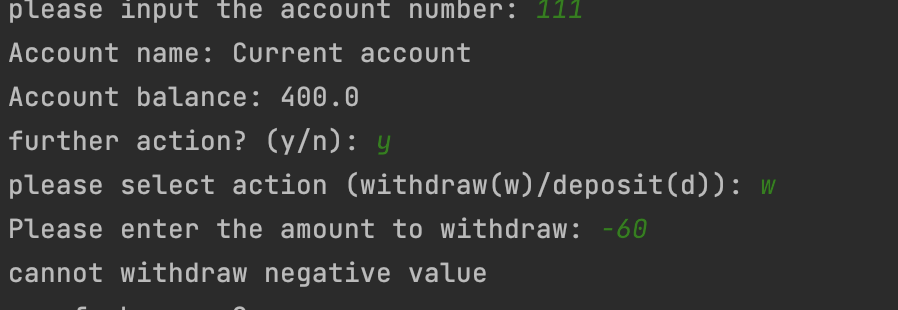 please input the account number: 111
Account name: Current account
Account balance: 400.0
further action? (y/n): y
please select action (withdraw(w)/deposit(d)): w
Please enter the amount to withdraw: -60
cannot withdraw negative value